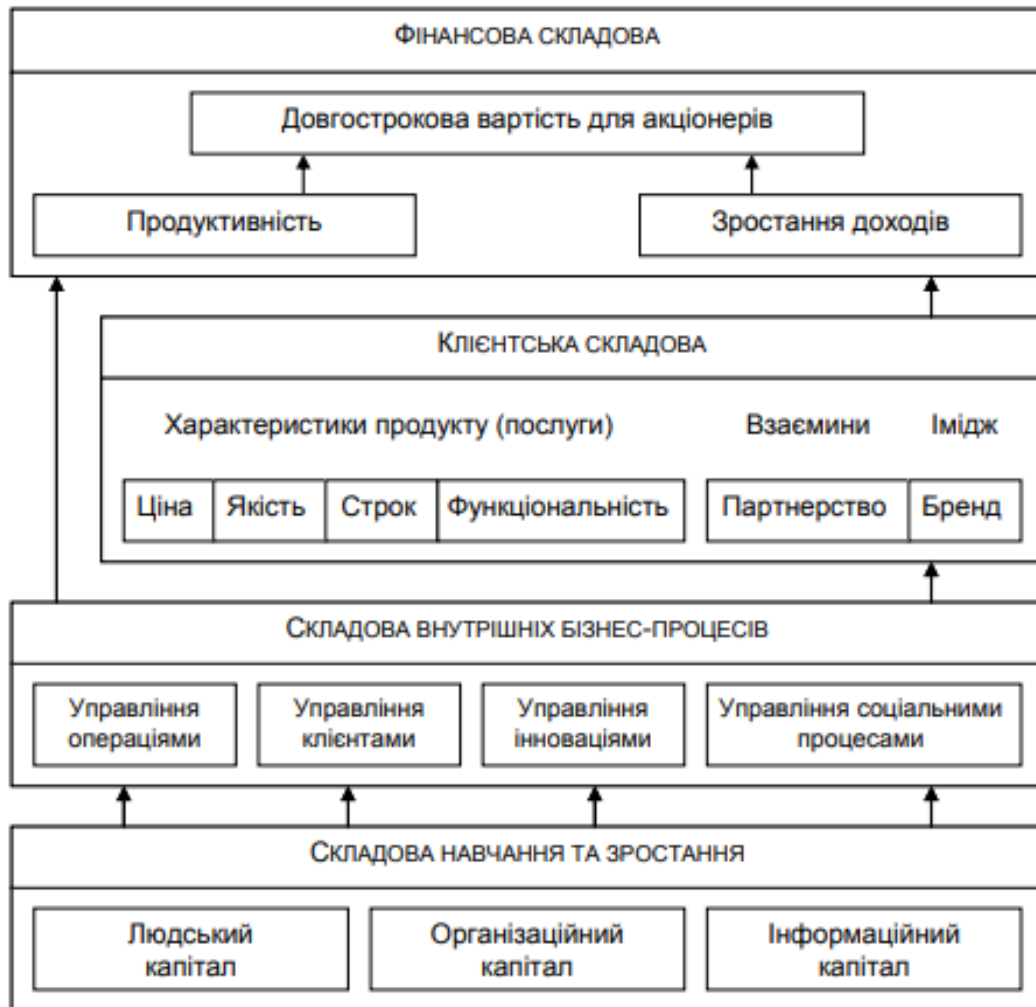 ФІНАНСОВА СКЛАДОВА
Довгострокова вартість для акціонерів
Продуктивність
Зростання доходів
КЛІЄНТСЬКА СКЛАДОВА
Характеристики продукту (послуги)
Взаємини
Імідж
Ціна
Якість
Строк
Функціональність
Партнерство
Бренд
СКЛАДОВА ВНУТРІШНІХ БІЗНЕС-ПРОЦЕСІВ
Управління
операціями
Управління
клієнтами
Управління
інноваціями
Управління соціальними
процесами
СКЛАДОВА НАВЧАННЯ ТА ЗРОСТАННЯ
Людський
капітал
Організаційний
капітал
Інформаційний
капітал